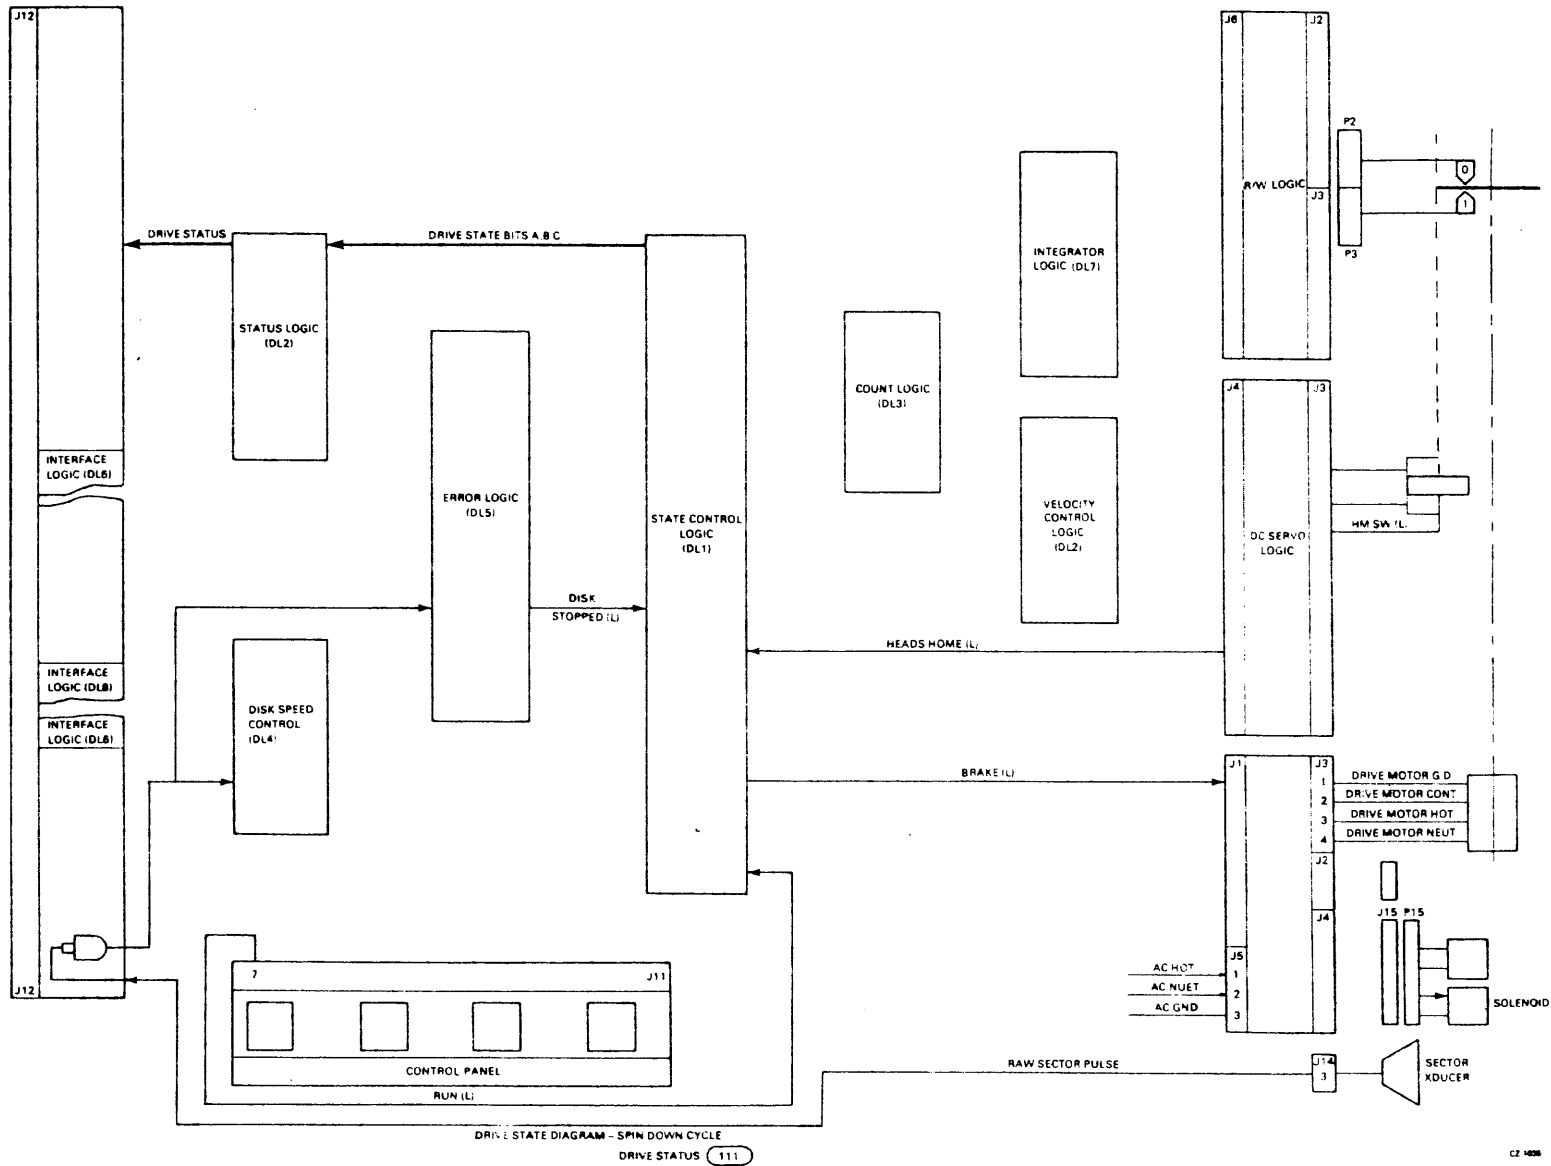 J12
J6
J2
P2
0
R/W LOGIC
J3
1
P3
DRIVE STATUS
DRIVE STATE BITS A,B,C
INTEGRATOR
LOGIC (DL7)
STATUS LOGIC
(DL2)
COUNT LOGIC
(DL3)
J4
J3
INTERFACE
LOGIC (DL6)
ERROR LOGIC
(DL5)
STATE CONTROL
LOGIC
(DL1)
VELOCITY
CONTROL
LOGIC
(DL2)
DC SERVO
LOGIC
HM SW (L)
DISK
STOPPED (L)
HEADS HOME (L)
INTERFACE
LOGIC (DL8)
INTERFACE
LOGIC (DL6)
DISK SPEED
CONTROL
(DL4)
BRAKE (L)
J1
J3
1
DRIVE MOTOR G D
2
DRIVE MOTOR CONT
3
DRIVE MOTOR HOT
4
DRIVE MOTOR NEUT
J2
J4
J15
P15
J5
AC HOT
1
AC NUET
2
AC GND
3
SOLENOID
J12
7
J11
CONTROL PANEL
RUN (L)
RAW SECTOR PULSE
J14
3
SECTOR
XDUCER
DRIVE STATE DIAGRAM – SPIN DOWN CYCLE
DRIVE STATUS 111